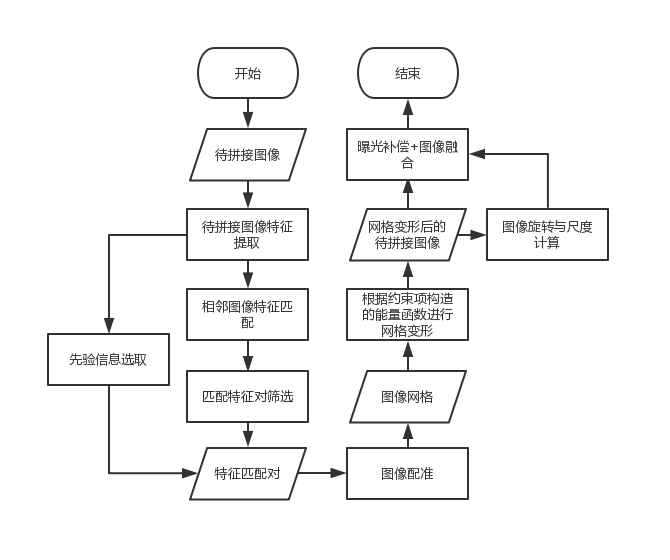 开始
结束
待拼接图像
曝光补偿+图像融
合
待拼接图像特征
提取
网格变形后的
待拼接图像
图像旋转与尺度
计算
相邻图像特征匹
配
根据约束项构造
的能量函数进行
网格变形
先验信息选取
匹配特征对筛选
图像网格
特征匹配对
图像配准